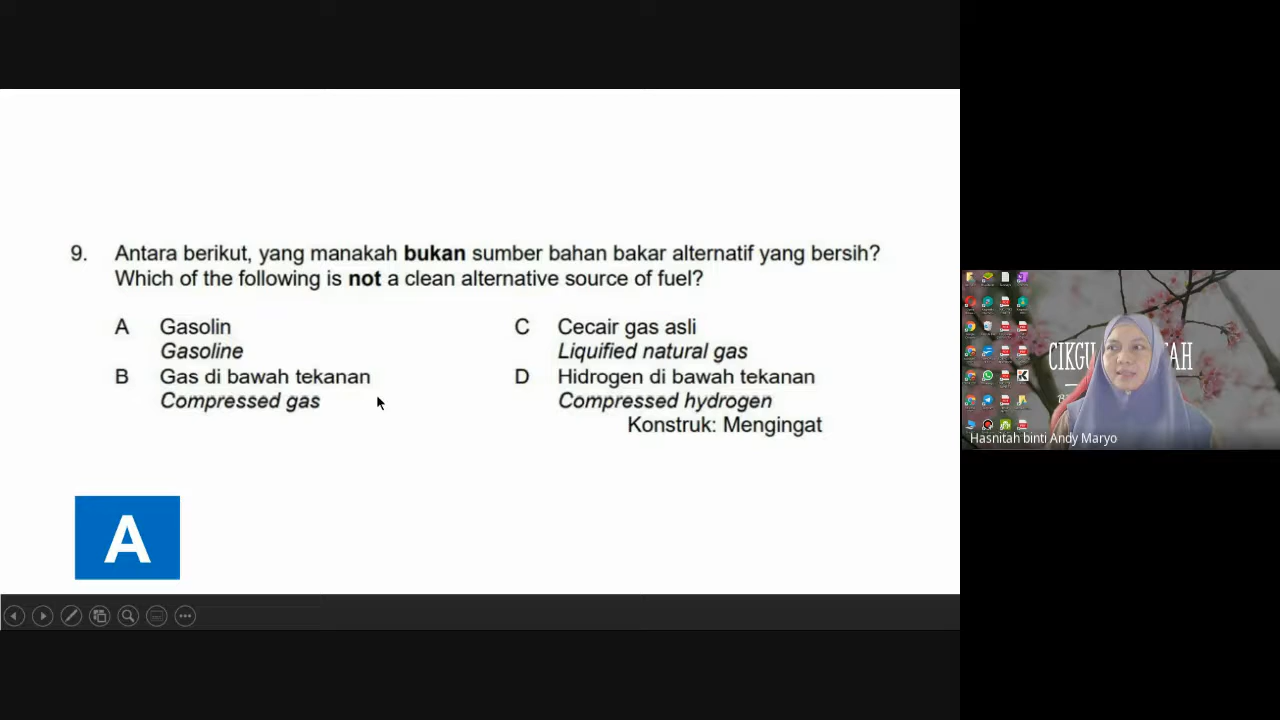 9. Antara berikut, yang manakah bukan sumber bahan bakar alternatif yang bersih?
Which of the following is not a clean alternative source of fuel?
A Gasolin
Gasoline
B Gas di bawah tekanan
Compressed gas
C Cecair gas asli
Liquified natural gas
D Hidrogen di bawah tekanan
Compressed hydrogen
Konstruk: Mengingat
A
CIKGU
Hasnitah binti Andy Maryo